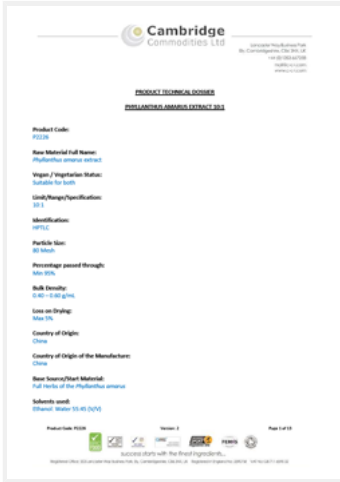 Cambridge
Commodities Ltd
PRODUCT TECHNICAL DOSSIER
PHYLLANTHUS AMARUS EXTRACT 10:1
Product Code:
P2226
Raw Material Full Name:
Phyllanthus amarus extract
Vegan / Vegetarian Status:
Suitable for both
Limit/Range/Specification:
10:1
Identification:
HPTLC
Particle Size:
80 Mesh
Percentage passed through:
Min 95%
Bulk Density:
0.40 – 0.60 g/mL
Loss on Drying:
Max 5%
Country of Origin:
China
Country of Origin of the Manufacture:
China
Base Source/Start Material:
Full Herbs of the Phyllanthus amarus
Solvents used:
Ethanol Water 55:45 (V/V)
Product Code: P2226 Version: 2 Page 1 of 13
success starts with the finest ingredients...